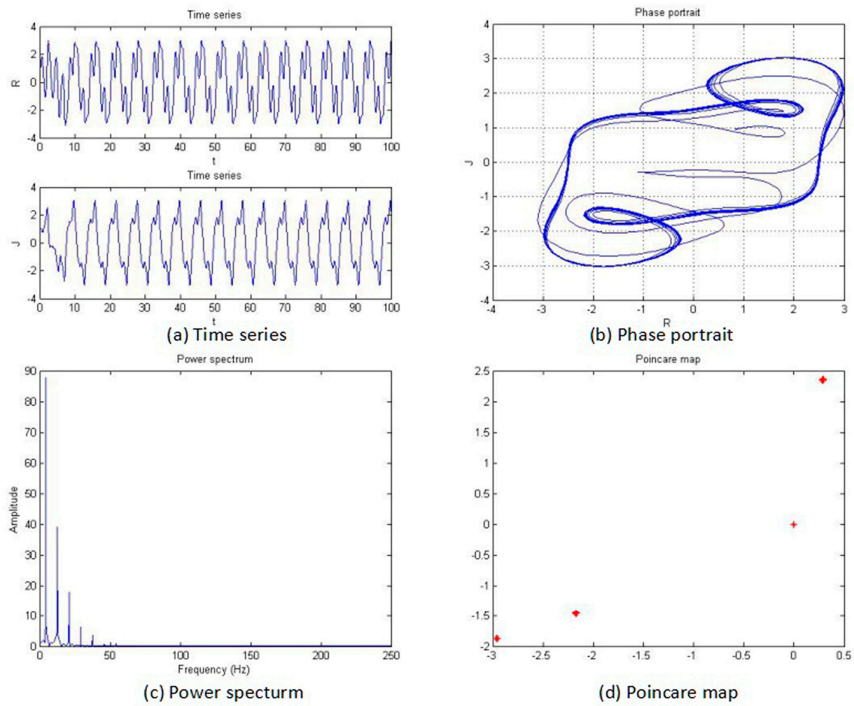 Time series
4
2
0
-2
-4
R
0 10 20 30 40 50 60 70 80 90 100
t
Time series
4
2
0
-2
-4
J
0 10 20 30 40 50 60 70 80 90 100
t
(a) Time series
Phase portrait
4
3
2
1
0
-1
-2
-3
-4
J
-4 -3 -2 -1 0 1 2 3
R
(b) Phase portrait
Power spectrum
90
80
70
60
50
40
30
20
10
0
Amplitude
0 50 100 150 200 250
Frequency (Hz)
(c) Power specturm
Poincare map
2.5
2
1.5
1
0.5
0
-0.5
-1
-1.5
-2
-3 -2.5 -2 -1.5 -1 -0.5 0 0.5
(d) Poincare map